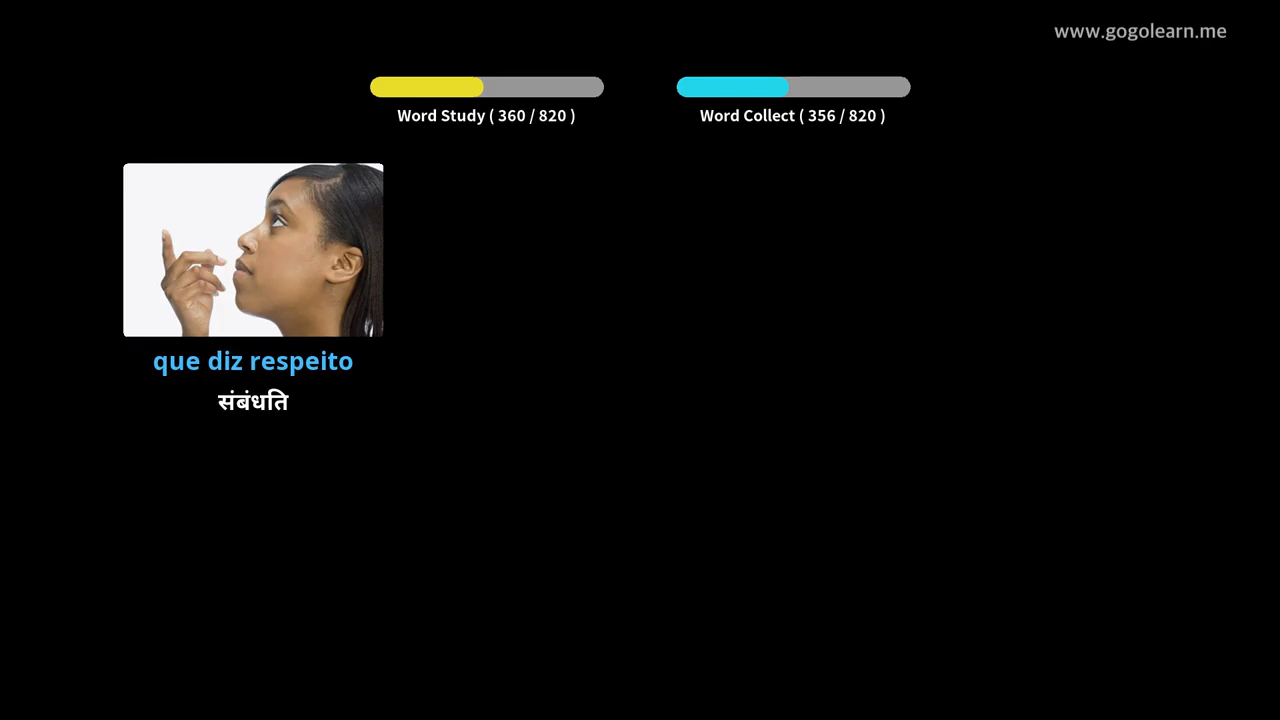 www.gogolearn.me
Word Study ( 360 / 820 )
Word Collect ( 356 / 820 )
que diz respeito
संबंधति